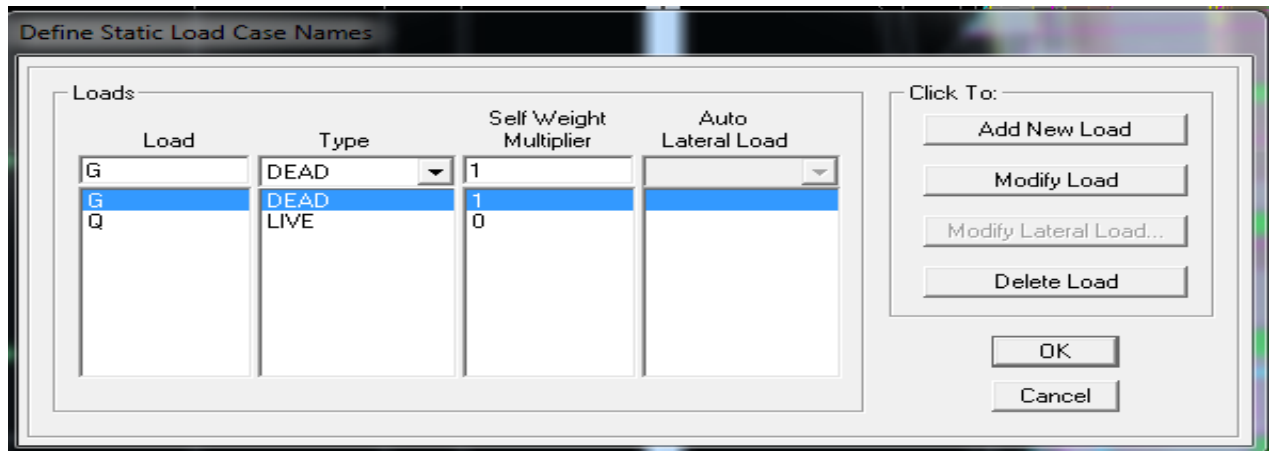 Define Static Load Case Names
Loads
Load Type Self Weight Multiplier Auto Lateral Load
G DEAD 1
G DEAD 1
Q LIVE 0
Click To:
Add New Load
Modify Load
Modify Lateral Load...
Delete Load
OK
Cancel